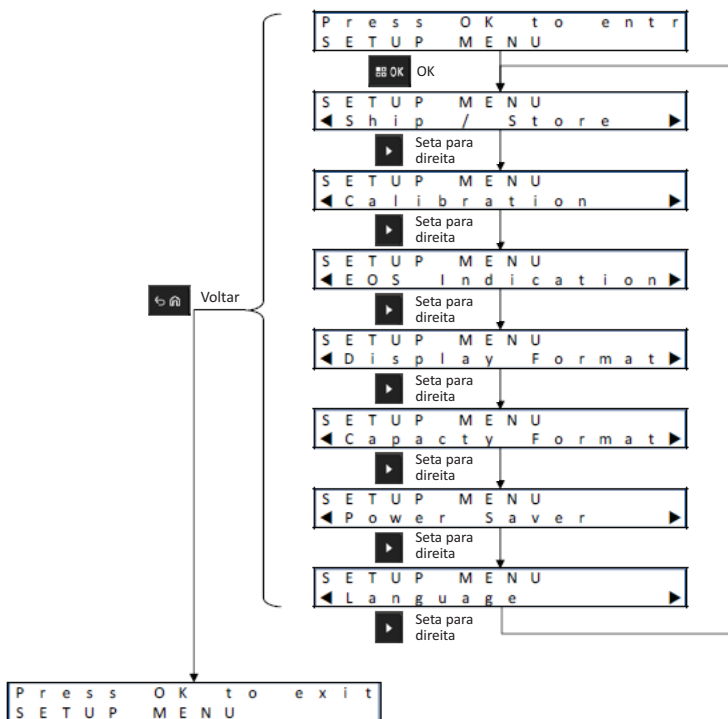 Press OK to entr
SETUP MENU
OK OK
SETUP MENU
◀Ship / Store ▶
Seta para
direita
SETUP MENU
◀Calibration ▶
Seta para
direita
SETUP MENU
◀EOS Indication▶
Voltar
Seta para
direita
SETUP MENU
◀Display Format▶
Seta para
direita
SETUP MENU
◀Capacty Format▶
Seta para
direita
SETUP MENU
◀Power Saver ▶
Seta para
direita
SETUP MENU
◀Language ▶
Seta para
direita
Press OK to exit
SETUP MENU